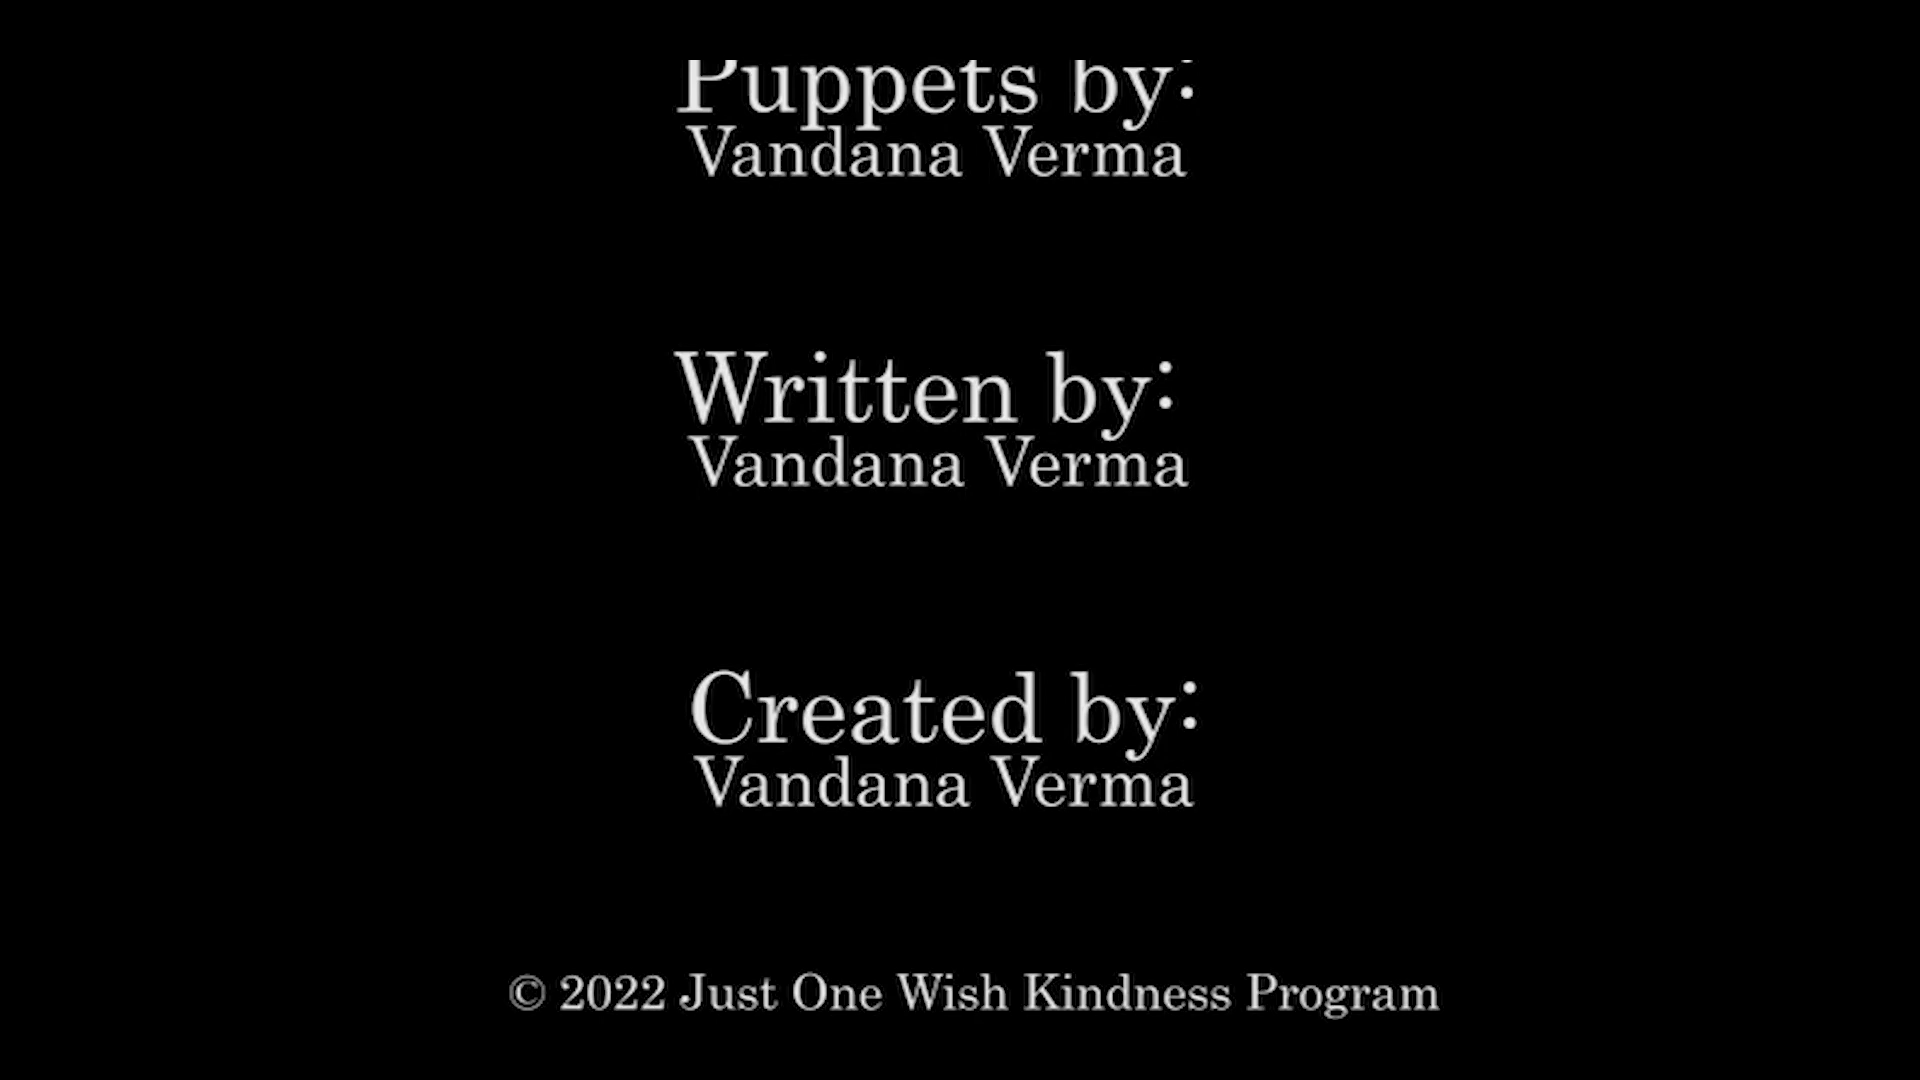 Puppets by:
Vandana Verma
Written by:
Vandana Verma
Created by:
Vandana Verma
© 2022 Just One Wish Kindness Program